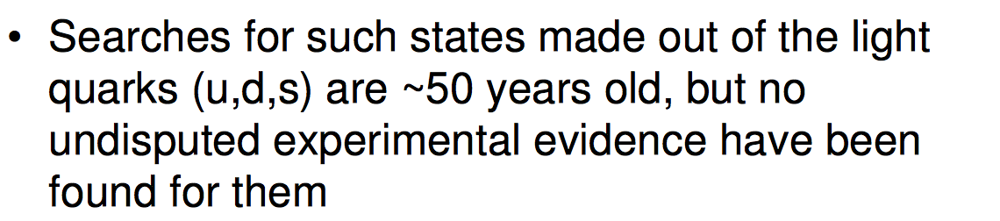 • Searches for such states made out of the light
quarks (u,d,s) are ~50 years old, but no
undisputed experimental evidence have been
found for them